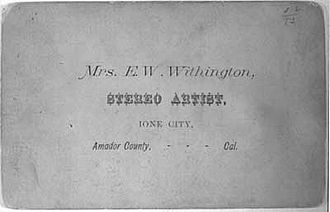 Mrs. E. W. Withington,
STEREO ARTIST,
IONE CITY,
Amador County, - - - Cal.